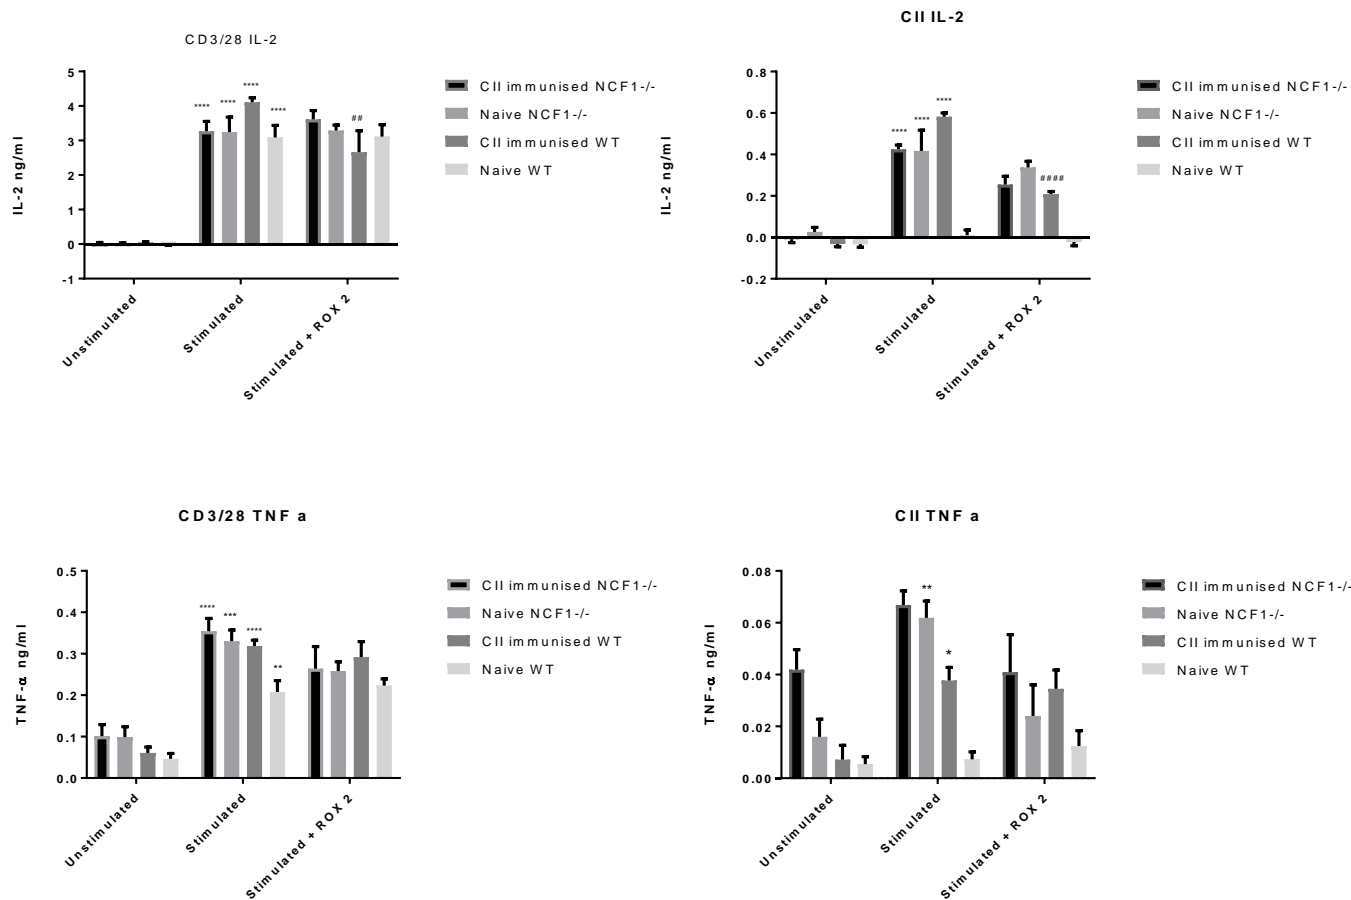 CD3/28 IL-2
IL-2 ng/ml
5
4
3
2
1
0
-1
****
****
****
****
##
Unstimulated
Stimulated
Stimulated + ROX 2
CII immunised NCF1-/-
Naive NCF1-/-
CII immunised WT
Naive WT
CII IL-2
IL-2 ng/ml
0.8
0.6
0.4
0.2
0.0
-0.2
****
****
****
####
Unstimulated
Stimulated
Stimulated + ROX 2
CII immunised NCF1-/-
Naive NCF1-/-
CII immunised WT
Naive WT
CD3/28 TNF a
TNF-α ng/ml
0.5
0.4
0.3
0.2
0.1
0.0
****
***
****
**
Unstimulated
Stimulated
Stimulated + ROX 2
CII immunised NCF1-/-
Naive NCF1-/-
CII immunised WT
Naive WT
CII TNF a
TNF-α ng/ml
0.08
0.06
0.04
0.02
0.00
**
*
Unstimulated
Stimulated
Stimulated + ROX 2
CII immunised NCF1-/-
Naive NCF1-/-
CII immunised WT
Naive WT